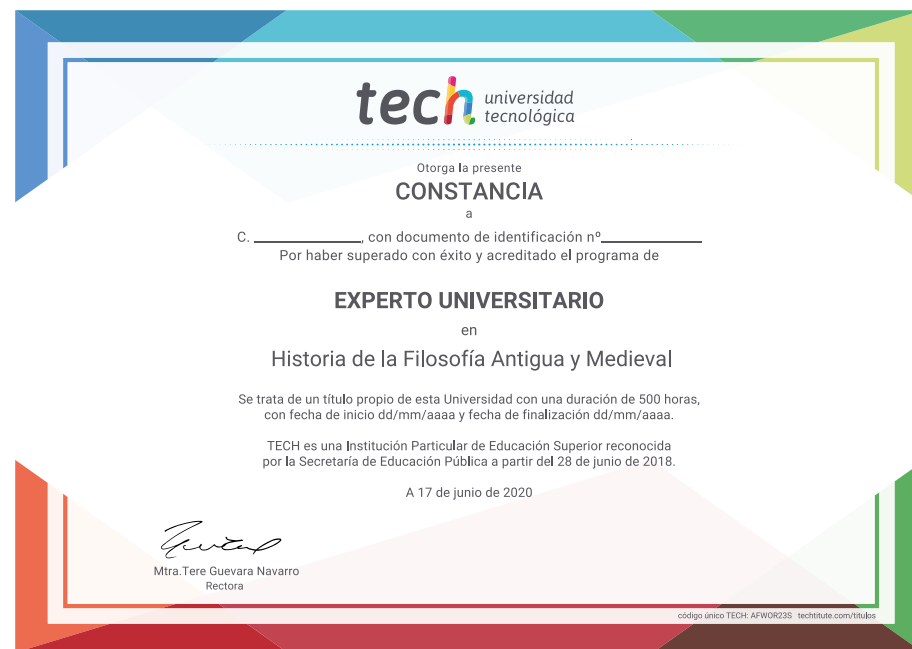 tech universidad
tecnológica
Otorga la presente
CONSTANCIA
a
C. ____________, con documento de identificación nº____________
Por haber superado con éxito y acreditado el programa de
EXPERTO UNIVERSITARIO
en
Historia de la Filosofía Antigua y Medieval
Se trata de un título propio de esta Universidad con una duración de 500 horas,
con fecha de inicio dd/mm/aaaa y fecha de finalización dd/mm/aaaa.
TECH es una Institución Particular de Educación Superior reconocida
por la Secretaría de Educación Pública a partir del 28 de junio de 2018.
A 17 de junio de 2020
Mtra.Tere Guevara Navarro
Rectora
código único TECH: AFWOR23S techtitute.com/titulos